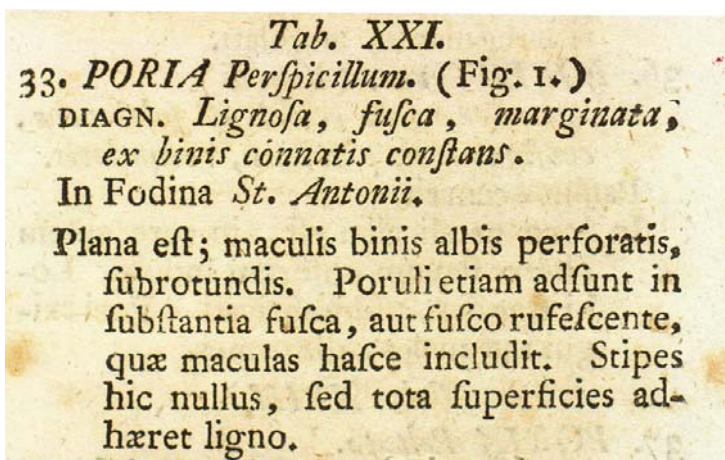 Tab. XXI.
33. PORIA Perſpicillum. (Fig. 1.)
DIAGN. Lignoſa, fuſca, marginata,
ex binis connatis conſtans.
In Fodina St. Antonii.
Plana eſt; maculis binis albis perforatis,
ſubrotundis. Poruli etiam adſunt in
ſubſtantia fuſca, aut fuſco rufeſcente,
quæ maculas haſce includit. Stipes
hic nullus, ſed tota ſuperficies ad-
hæret ligno.